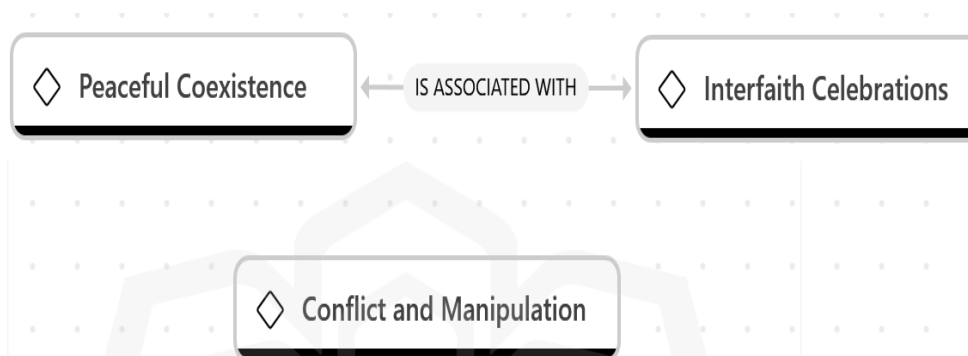 Peaceful Coexistence
IS ASSOCIATED WITH
Interfaith Celebrations
Conflict and Manipulation